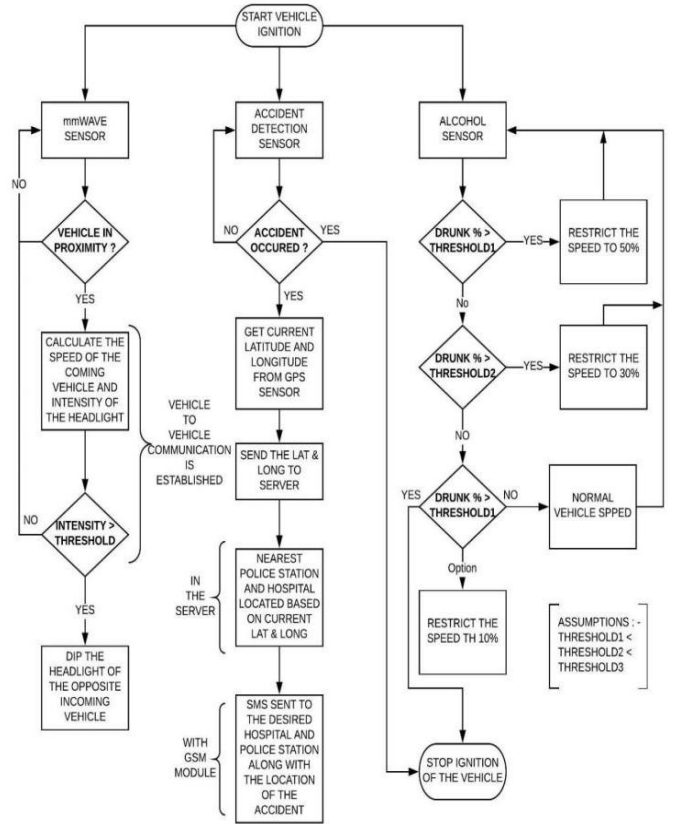 START VEHICLE
IGNITION
mmWAVE
SENSOR
NO
VEHICLE IN
PROXIMITY ?
YES
CALCULATE THE
SPEED OF THE
COMING
VEHICLE AND
INTENSITY OF
THE HEADLIGHT
VEHICLE
TO
VEHICLE
COMMUNICATION
IS
ESTABLISHED
NO
INTENSITY >
THRESHOLD
YES
DIP THE
HEADLIGHT OF
THE OPPOSITE
INCOMING
VEHICLE
ACCIDENT
DETECTION
SENSOR
NO
ACCIDENT
OCCURED ?
YES
YES
GET CURRENT
LATITUDE AND
LONGITUDE
FROM GPS
SENSOR
SEND THE LAT &
LONG TO
SERVER
IN
THE
SERVER
NEAREST
POLICE STATION
AND HOSPITAL
LOCATED BASED
ON CURRENT
LAT & LONG
WITH
GSM
MODULE
SMS SENT TO
THE DESIRED
HOSPITAL AND
POLICE STATION
ALONG WITH
THE LOCATION
OF THE
ACCIDENT
ALCOHOL
SENSOR
DRUNK % >
THRESHOLD1
YES
RESTRICT THE
SPEED TO 50%
No
DRUNK % >
THRESHOLD2
YES
RESTRICT THE
SPEED TO 30%
NO
YES
DRUNK % >
THRESHOLD1
NO
NORMAL
VEHICLE SPPED
Option
RESTRICT THE
SPEED TH 10%
ASSUMPTIONS : -
THRESHOLD1 <
THRESHOLD2 <
THRESHOLD3
STOP IGNITION
OF THE VEHICLE